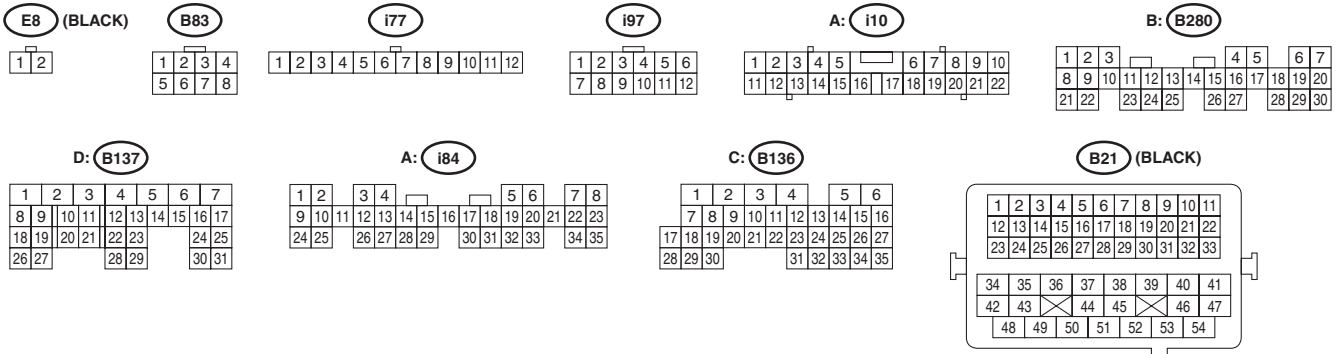 E8 (BLACK) B83 i77 i97 A: i10 B: B280
1 2
1 2 3 4
5 6 7 8
1 2 3 4 5 6 7 8 9 10 11 12
1 2 3 4 5 6
7 8 9 10 11 12
1 2 3 4 5 6 7 8 9 10
11 12 13 14 15 16 17 18 19 20 21 22
1 2 3 4 5 6 7
8 9 10 11 12 13 14 15 16 17 18 19 20
21 22 23 24 25 26 27 28 29 30
D: B137 A: i84 C: B136 B21 (BLACK)
1 2 3 4 5 6 7
8 9 10 11 12 13 14 15 16 17
18 19 20 21 22 23 24 25
26 27 28 29 30 31
1 2 3 4 5 6 7 8
9 10 11 12 13 14 15 16 17 18 19 20 21 22 23
24 25 26 27 28 29 30 31 32 33 34 35
1 2 3 4 5 6
7 8 9 10 11 12 13 14 15 16
17 18 19 20 21 22 23 24 25 26 27
28 29 30 31 32 33 34 35
1 2 3 4 5 6 7 8 9 10 11
12 13 14 15 16 17 18 19 20 21 22
23 24 25 26 27 28 29 30 31 32 33
34 35 36 37 38 39 40 41
42 43 44 45 46 47
48 49 50 51 52 53 54